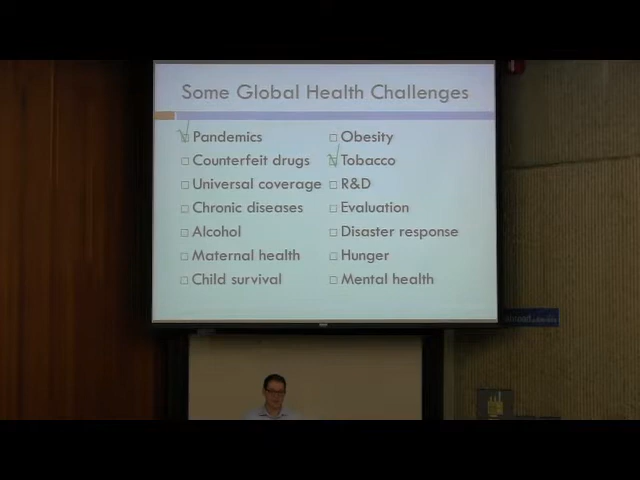 Some Global Health Challenges
Pandemics
Counterfeit drugs
Universal coverage
Chronic diseases
Alcohol
Maternal health
Child survival
Obesity
Tobacco
R&D
Evaluation
Disaster response
Hunger
Mental health